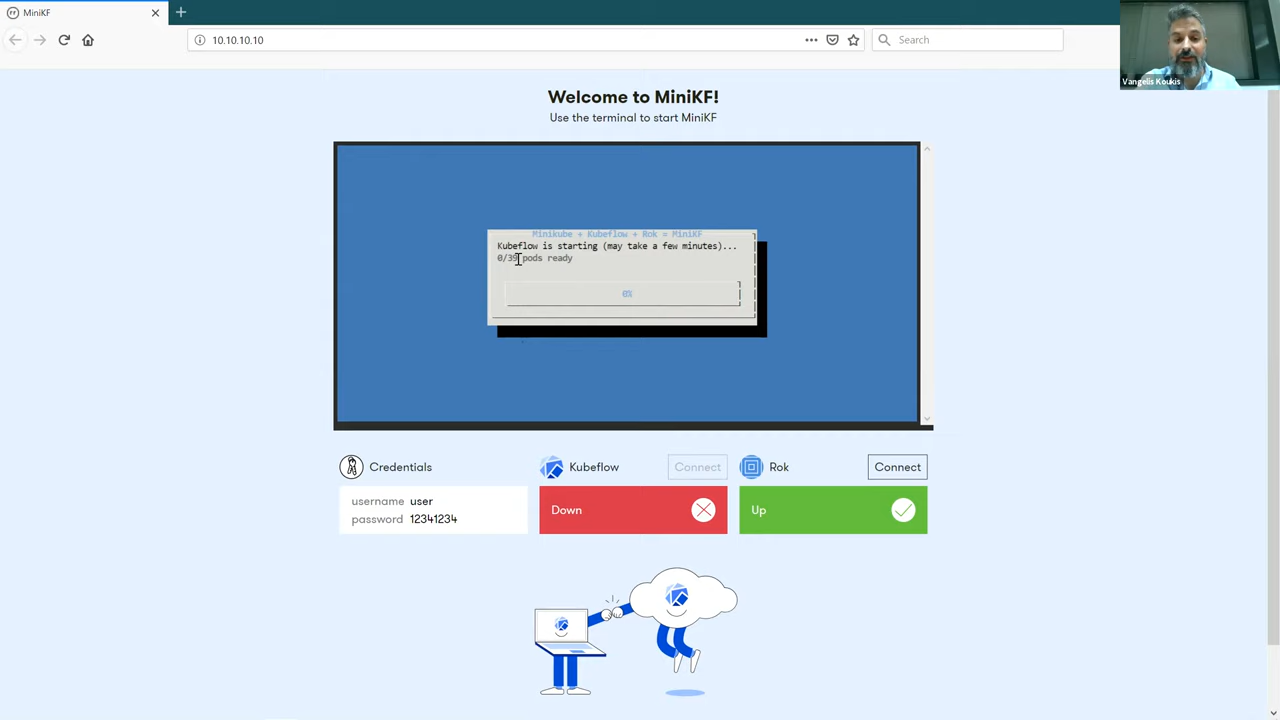 MiniKF
10.10.10.10
Search
Vangelis Koukis
Welcome to MiniKF!
Use the terminal to start MiniKF
Minikube + Kubeflow + Rok = MiniKF
Kubeflow is starting (may take a few minutes)...
0/39 pods ready
0%
Credentials
Kubeflow
Connect
Rok
Connect
username user
password 12341234
Down
Up